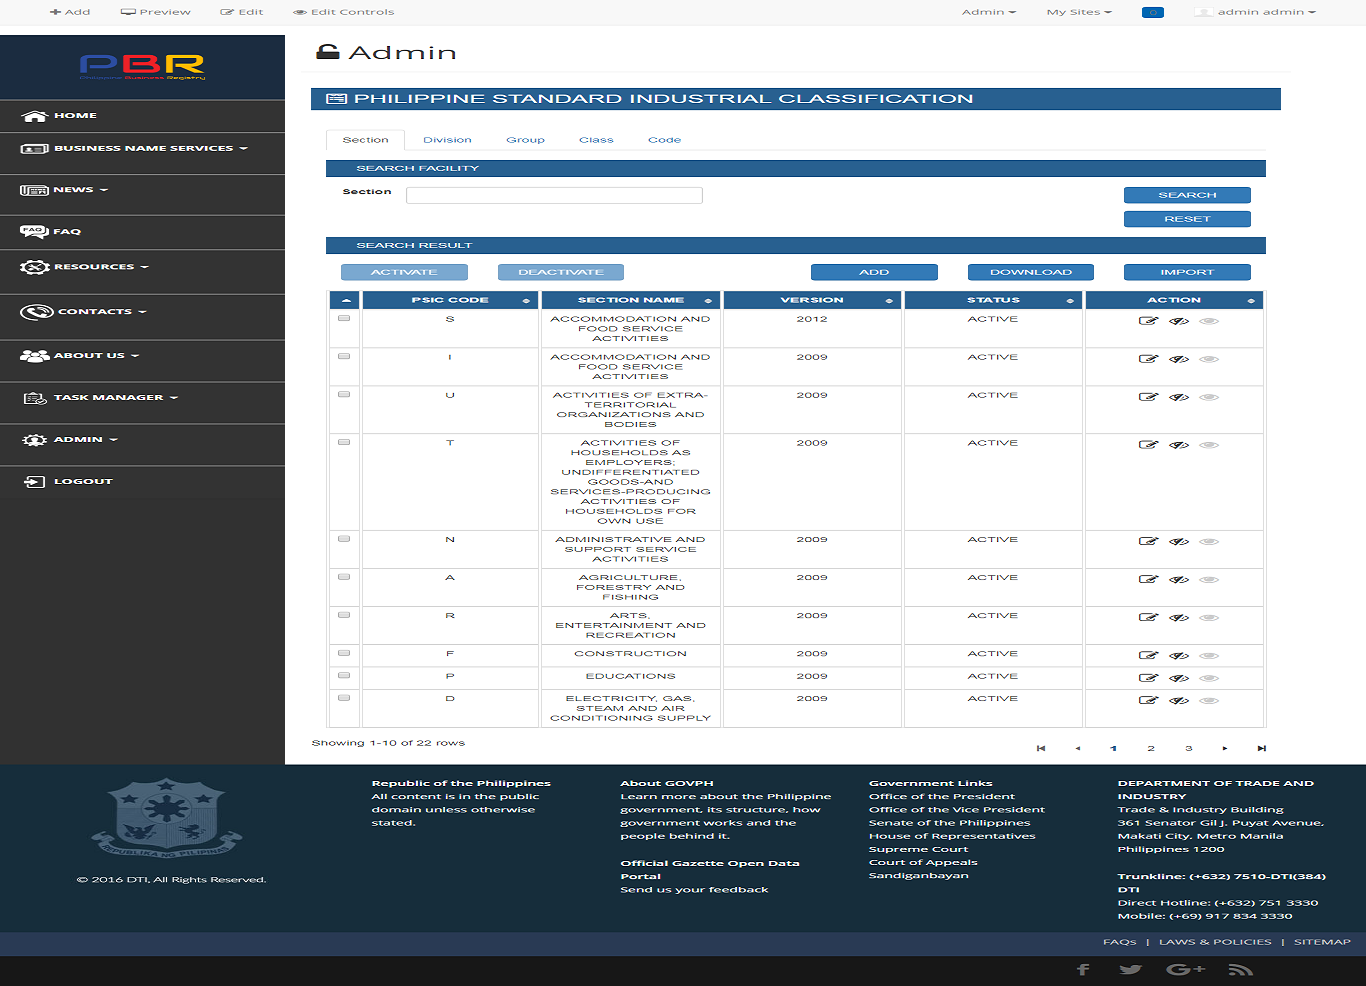 Add Preview Edit Edit Controls Admin My Sites 0 admin admin
PBR
Philippine Business Registry
HOME
BUSINESS NAME SERVICES
NEWS
FAQ FAQ
RESOURCES
CONTACTS
ABOUT US
TASK MANAGER
ADMIN
LOGOUT
Admin
PHILIPPINE STANDARD INDUSTRIAL CLASSIFICATION
Section Division Group Class Code
SEARCH FACILITY
Section
SEARCH
RESET
SEARCH RESULT
ACTIVATE DEACTIVATE ADD DOWNLOAD IMPORT
PSIC CODE SECTION NAME VERSION STATUS ACTION
S ACCOMMODATION AND 2012 ACTIVE
FOOD SERVICE
ACTIVITIES
I ACCOMMODATION AND 2009 ACTIVE
FOOD SERVICE
ACTIVITIES
U ACTIVITIES OF EXTRA- 2009 ACTIVE
TERRITORIAL
ORGANIZATIONS AND
BODIES
T ACTIVITIES OF 2009 ACTIVE
HOUSEHOLDS AS
EMPLOYERS;
UNDIFFERENTIATED
GOODS-AND
SERVICES-PRODUCING
ACTIVITIES OF
HOUSEHOLDS FOR
OWN USE
N ADMINISTRATIVE AND 2009 ACTIVE
SUPPORT SERVICE
ACTIVITIES
A AGRICULTURE, 2009 ACTIVE
FORESTRY AND
FISHING
R ARTS, 2009 ACTIVE
ENTERTAINMENT AND
RECREATION
F CONSTRUCTION 2009 ACTIVE
P EDUCATIONS 2009 ACTIVE
D ELECTRICITY, GAS, 2009 ACTIVE
STEAM AND AIR
CONDITIONING SUPPLY
Showing 1-10 of 22 rows
1 2 3
REPUBLIKA NG PILIPINAS
© 2016 DTI, All Rights Reserved.
Republic of the Philippines
All content is in the public
domain unless otherwise
stated.
About GOVPH
Learn more about the Philippine
government, its structure, how
government works and the
people behind it.
Official Gazette Open Data
Portal
Send us your feedback
Government Links
Office of the President
Office of the Vice President
Senate of the Philippines
House of Representatives
Supreme Court
Court of Appeals
Sandiganbayan
DEPARTMENT OF TRADE AND
INDUSTRY
Trade & Industry Building
361 Senator Gil J. Puyat Avenue,
Makati City, Metro Manila
Philippines 1200
Trunkline: (+632) 7510-DTI(384)
DTI
Direct Hotline: (+632) 751 3330
Mobile: (+69) 917 834 3330
FAQs | LAWS & POLICIES | SITEMAP